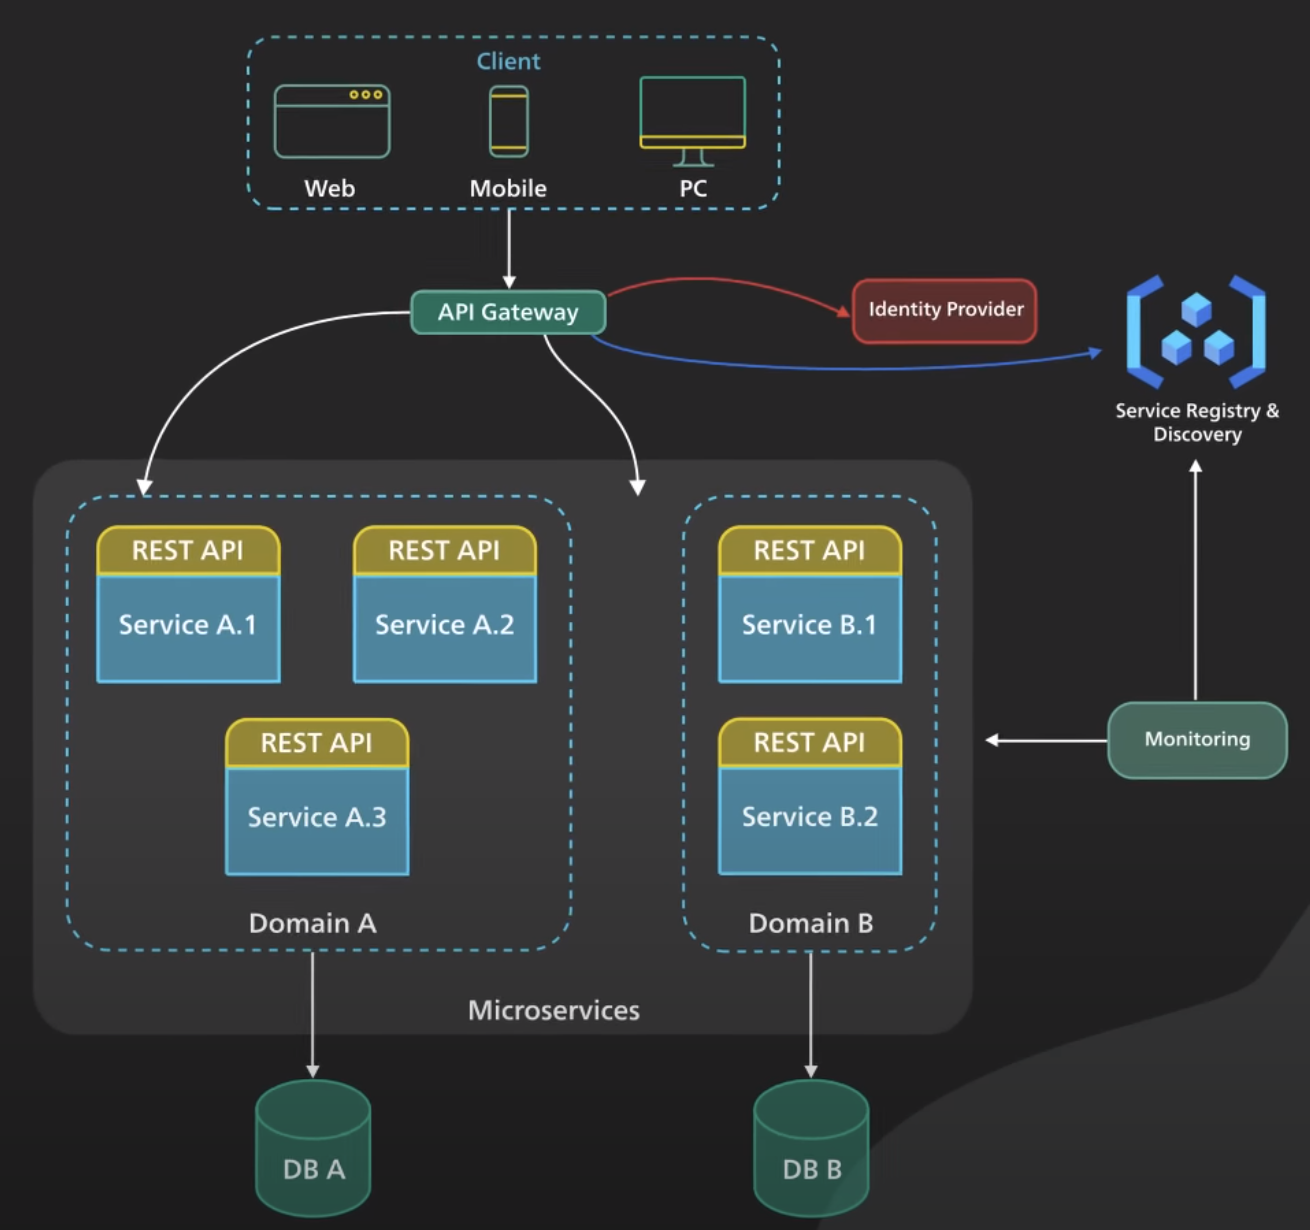 Client
Web
Mobile
PC
API Gateway
Identity Provider
Service Registry &
Discovery
REST API
Service A.1
REST API
Service A.2
REST API
Service A.3
Domain A
REST API
Service B.1
REST API
Service B.2
Domain B
Microservices
Monitoring
DB A
DB B